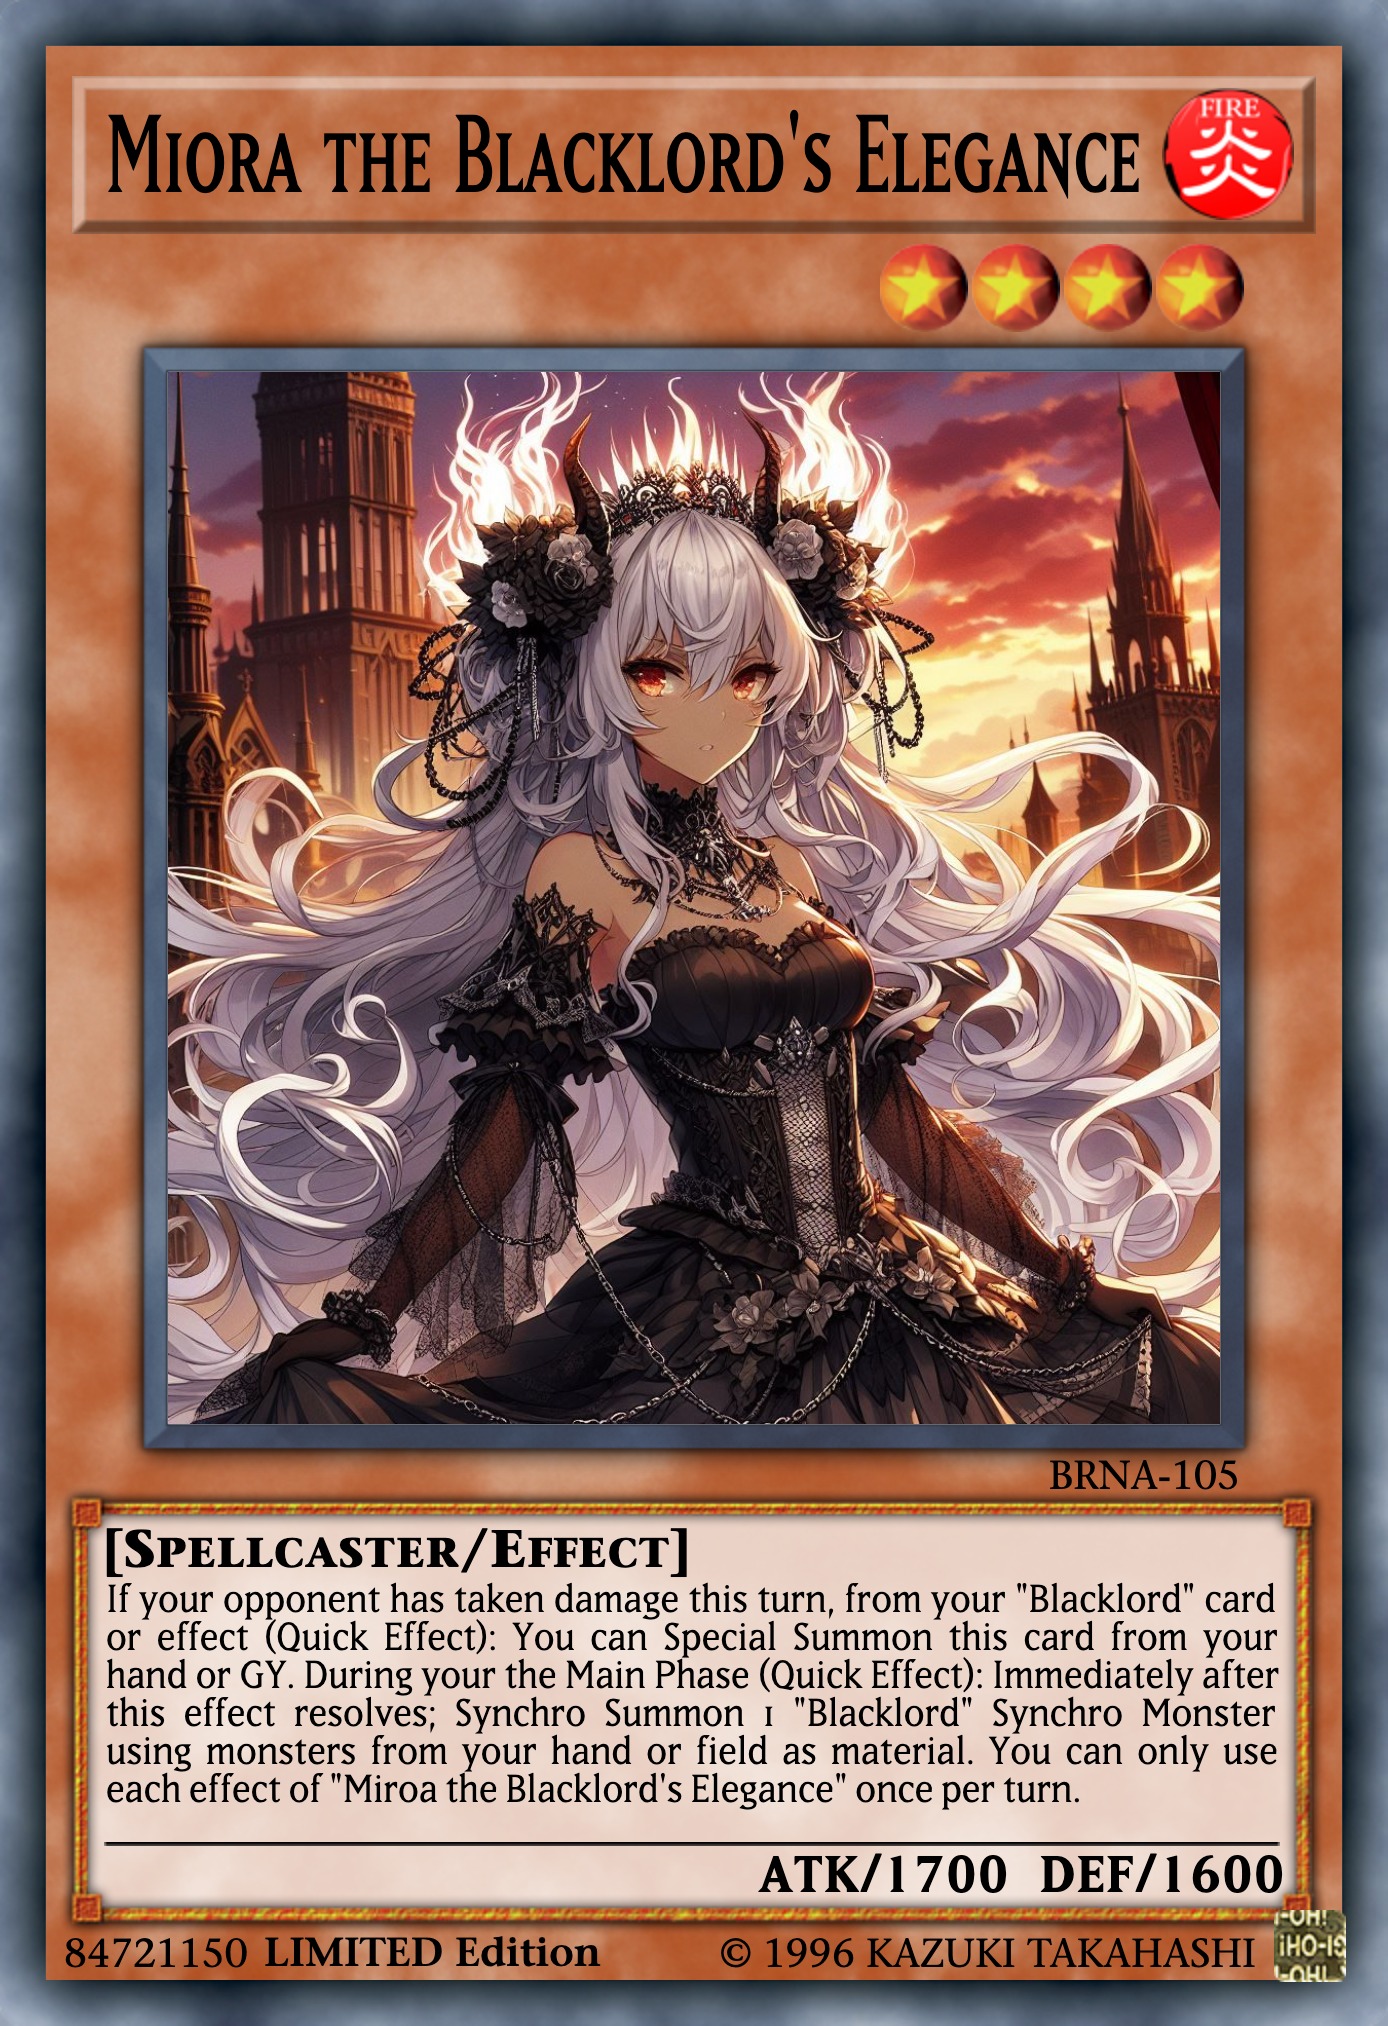 Miora the Blacklord's Elegance
FIRE
炎
BRNA-105
[Spellcaster/Effect]
If your opponent has taken damage this turn, from your "Blacklord" card
or effect (Quick Effect): You can Special Summon this card from your
hand or GY. During your the Main Phase (Quick Effect): Immediately after
this effect resolves; Synchro Summon 1 "Blacklord" Synchro Monster
using monsters from your hand or field as material. You can only use
each effect of "Miroa the Blacklord's Elegance" once per turn.
ATK/1700 DEF/1600
84721150 LIMITED Edition
© 1996 KAZUKI TAKAHASHI